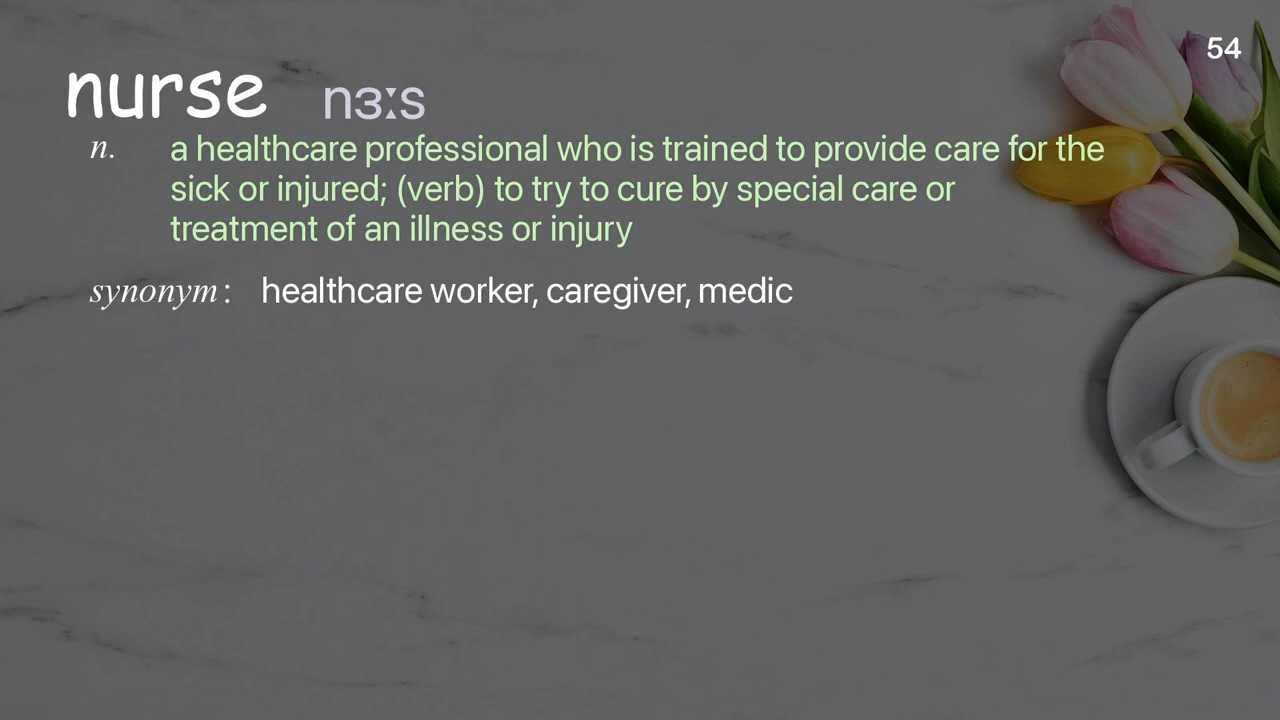 54
nurse nɜːs
n. a healthcare professional who is trained to provide care for the
sick or injured; (verb) to try to cure by special care or
treatment of an illness or injury
synonym: healthcare worker, caregiver, medic